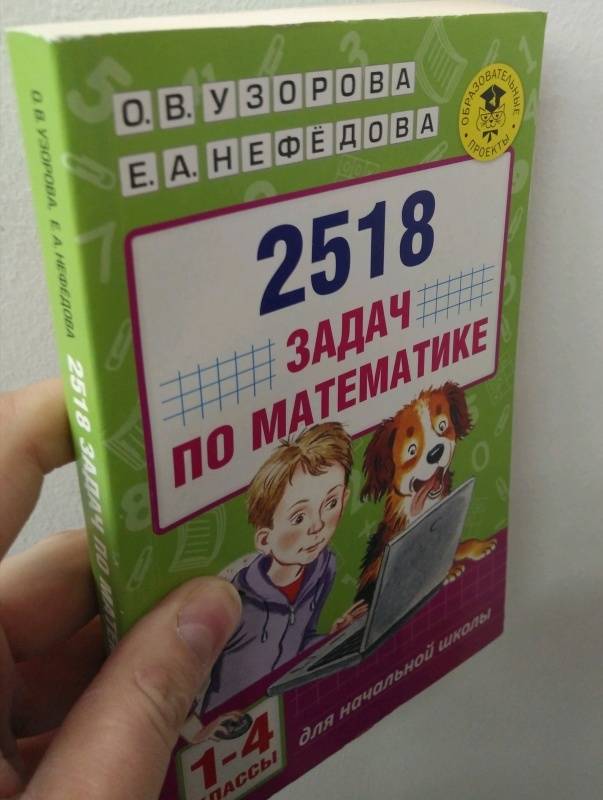 О.В.УЗОРОВА
Е.А.НЕФЁДОВА
ОБРАЗОВАТЕЛЬНЫЕ
ПРОЕКТЫ
2518
ЗАДАЧ
ПО МАТЕМАТИКЕ
для начальной школы
1-4
КЛАССЫ
О.В.УЗОРОВА, Е.А.НЕФЁДОВА 2518 ЗАДАЧ ПО